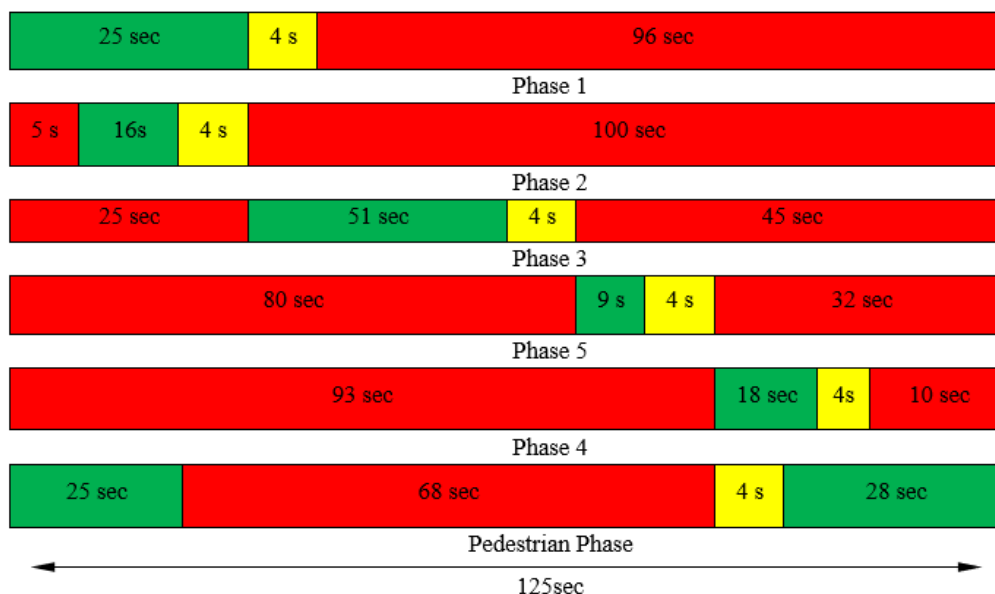 25 sec 4 s 96 sec
Phase 1
5 s 16s 4 s 100 sec
Phase 2
25 sec 51 sec 4 s 45 sec
Phase 3
80 sec 9 s 4 s 32 sec
Phase 5
93 sec 18 sec 4s 10 sec
Phase 4
25 sec 68 sec 4 s 28 sec
Pedestrian Phase
125sec